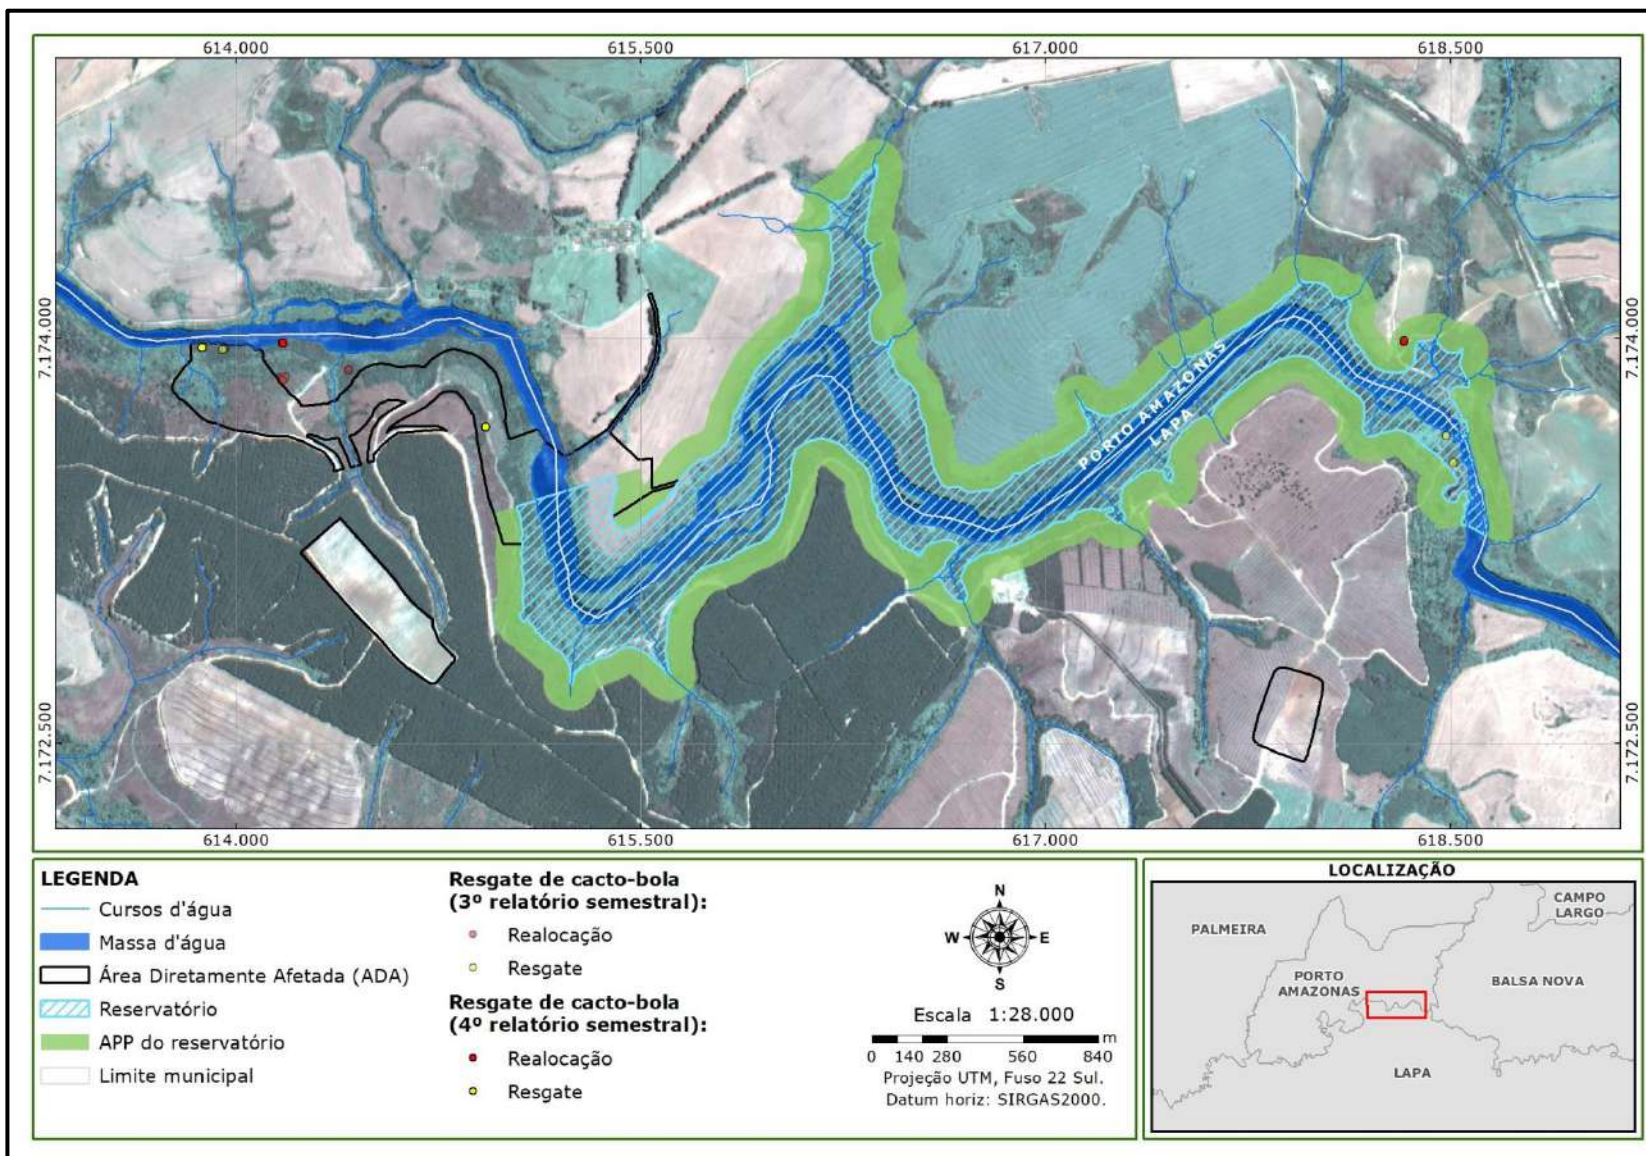 614.000
615.500
617.000
618.500
7.174.000
7.174.000
PORTO AMAZONAS
LAPA
7.172.500
7.172.500
614.000
615.500
617.000
618.500
LEGENDA
Cursos d'água
Massa d'água
Área Diretamente Afetada (ADA)
Reservatório
APP do reservatório
Limite municipal
Resgate de cacto-bola
(3º relatório semestral):
Realocação
Resgate
Resgate de cacto-bola
(4º relatório semestral):
Realocação
Resgate
N
W
E
S
Escala 1:28.000
m
0 140 280 560 840
Projeção UTM, Fuso 22 Sul.
Datum horiz: SIRGAS2000.
LOCALIZAÇÃO
CAMPO
LARGO
PALMEIRA
PORTO
AMAZONAS
BALSA NOVA
LAPA